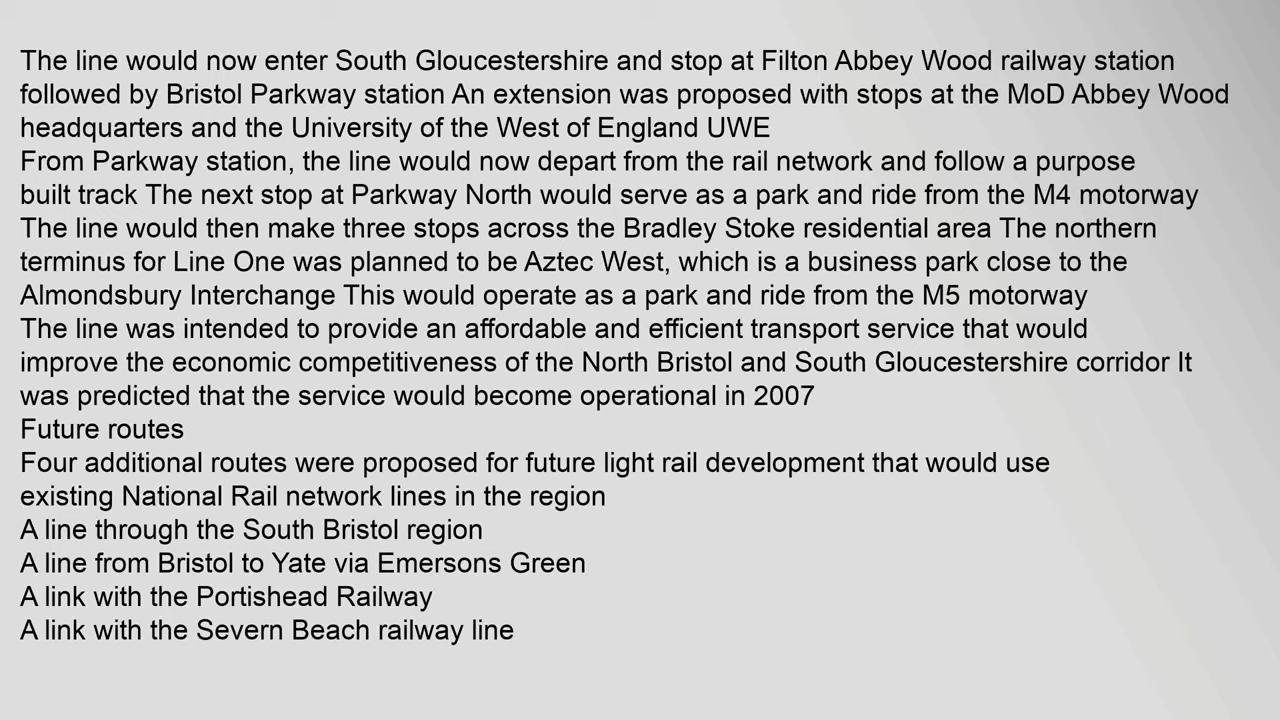 The line would now enter South Gloucestershire and stop at Filton Abbey Wood railway station
followed by Bristol Parkway station An extension was proposed with stops at the MoD Abbey Wood
headquarters and the University of the West of England UWE
From Parkway station, the line would now depart from the rail network and follow a purpose
built track The next stop at Parkway North would serve as a park and ride from the M4 motorway
The line would then make three stops across the Bradley Stoke residential area The northern
terminus for Line One was planned to be Aztec West, which is a business park close to the
Almondsbury Interchange This would operate as a park and ride from the M5 motorway
The line was intended to provide an affordable and efficient transport service that would
improve the economic competitiveness of the North Bristol and South Gloucestershire corridor It
was predicted that the service would become operational in 2007
Future routes
Four additional routes were proposed for future light rail development that would use
existing National Rail network lines in the region
A line through the South Bristol region
A line from Bristol to Yate via Emersons Green
A link with the Portishead Railway
A link with the Severn Beach railway line